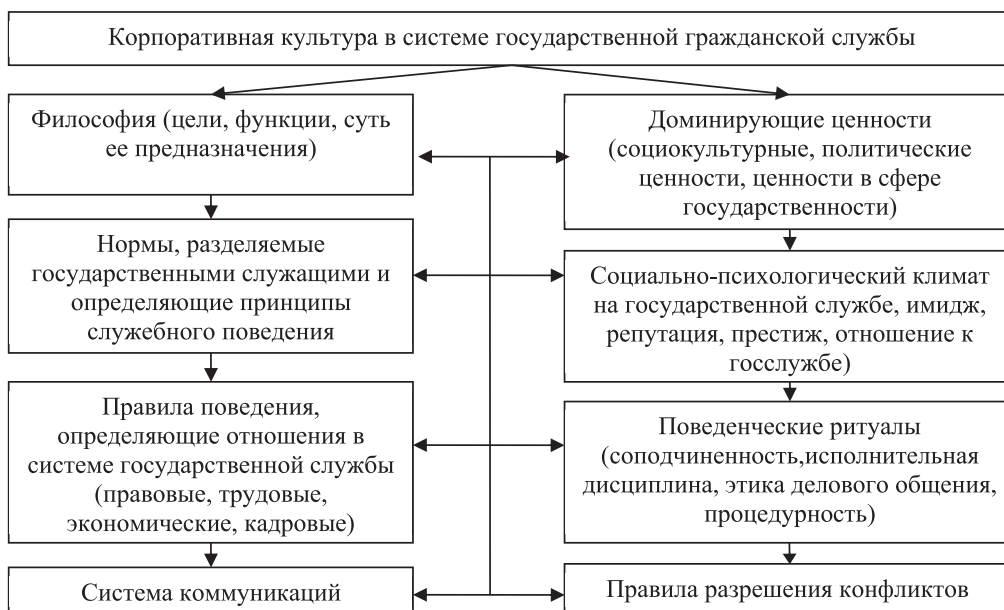 Корпоративная культура в системе государственной гражданской службы
Философия (цели, функции, суть
ее предназначения)
Доминирующие ценности
(социокультурные, политические
ценности, ценности в сфере
государственности)
Нормы, разделяемые
государственными служащими и
определяющие принципы
служебного поведения
Социально-психологический климат
на государственной службе, имидж,
репутация, престиж, отношение к
госслужбе)
Правила поведения,
определяющие отношения в
системе государственной службы
(правовые, трудовые,
экономические, кадровые)
Поведенческие ритуалы
(соподчиненность,исполнительная
дисциплина, этика делового общения,
процедурность)
Система коммуникаций
Правила разрешения конфликтов